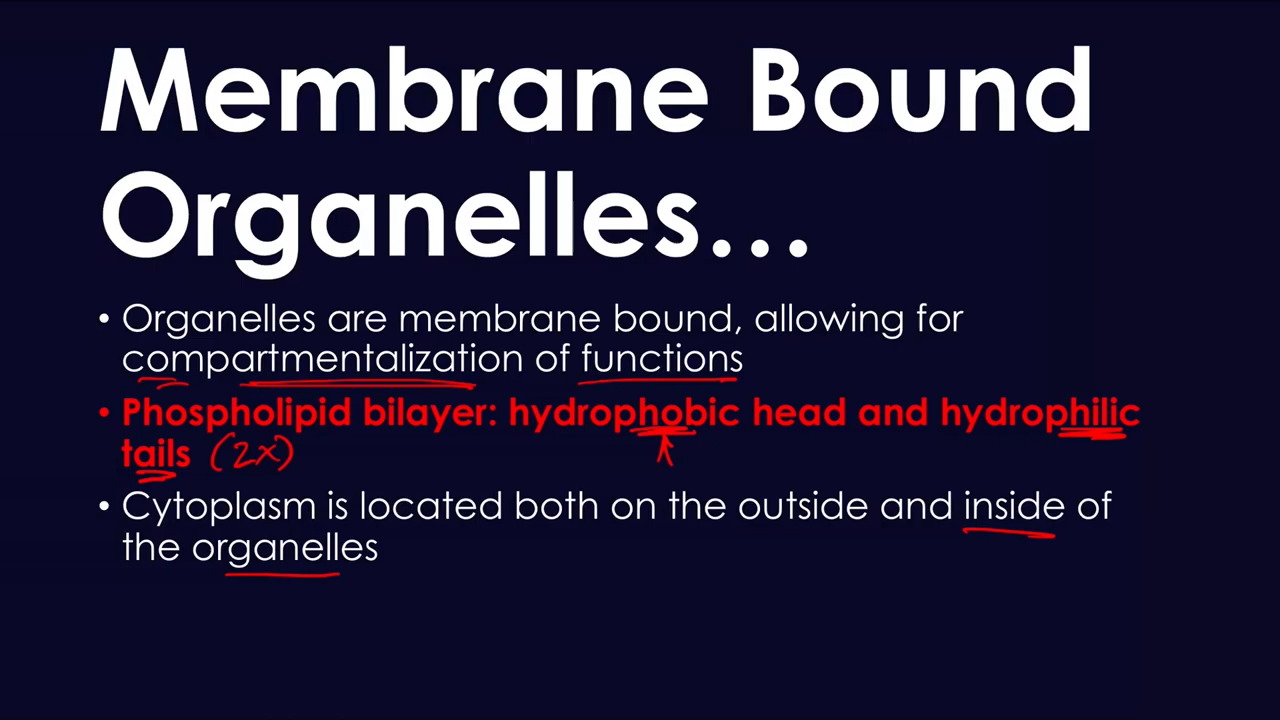 Membrane Bound
Organelles…
• Organelles are membrane bound, allowing for
compartmentalization of functions
• Phospholipid bilayer: hydrophobic head and hydrophilic
tails (2x)
• Cytoplasm is located both on the outside and inside of
the organelles